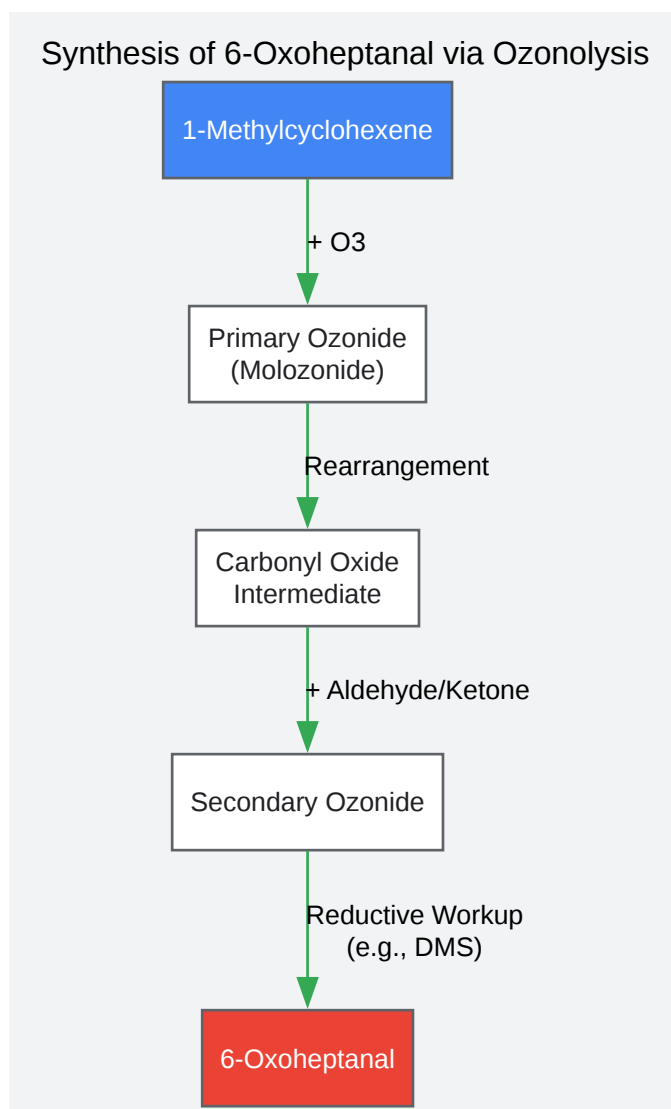 Synthesis of 6-Oxoheptanal via Ozonolysis
1-Methylcyclohexene
+ O3
Primary Ozonide
(Molozonide)
Rearrangement
Carbonyl Oxide
Intermediate
+ Aldehyde/Ketone
Secondary Ozonide
Reductive Workup
(e.g., DMS)
6-Oxoheptanal